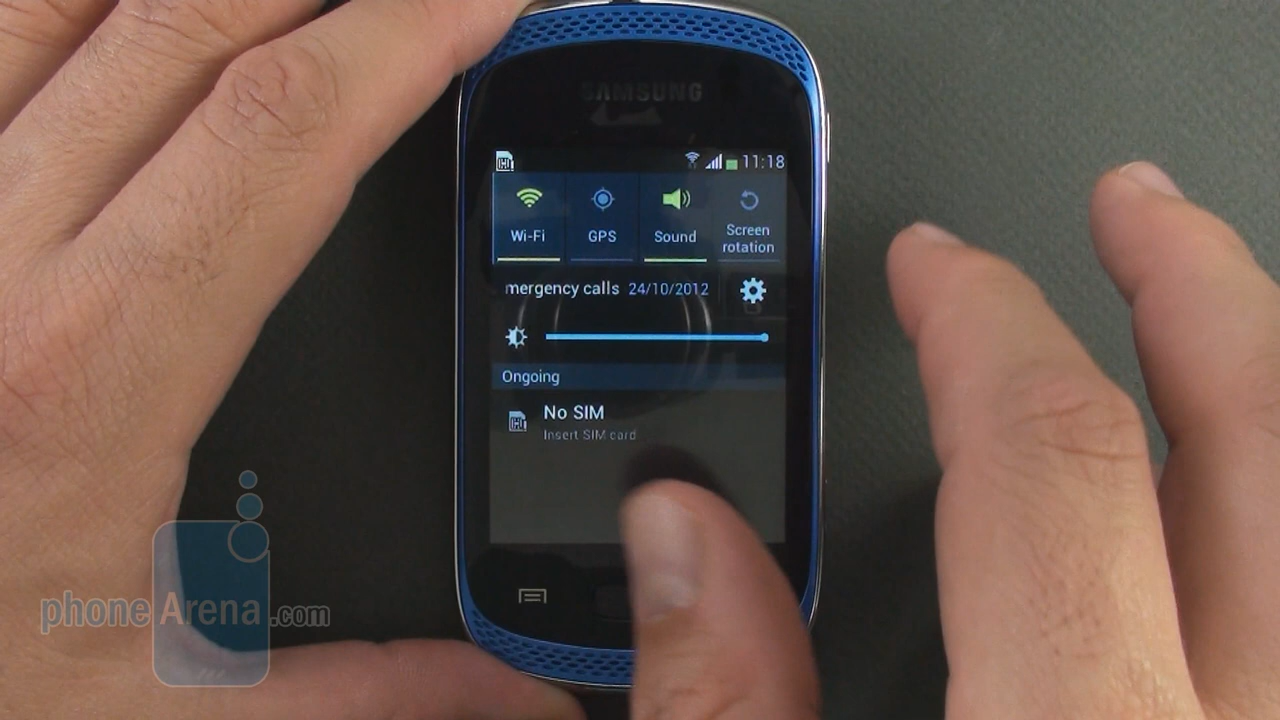 SAMSUNG
11:18
Wi-Fi
GPS
Sound
Screen
rotation
mergency calls 24/10/2012
Ongoing
No SIM
Insert SIM card
phoneArena.com